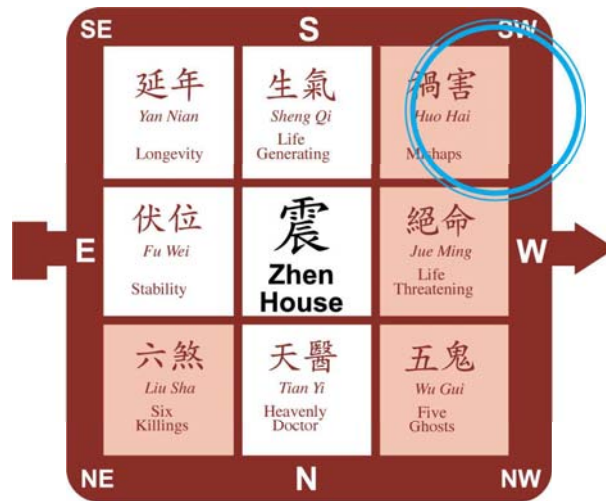 SE S SW
延年 生氣 禍害
Yan Nian Sheng Qi Huo Hai
Longevity Life Generating Mishaps
伏位 震 絕命
E Fu Wei Zhen House Jue Ming W
Stability Life Threatening
六煞 天醫 五鬼
Liu Sha Tian Yi Wu Gui
Six Killings Heavenly Doctor Five Ghosts
NE N NW